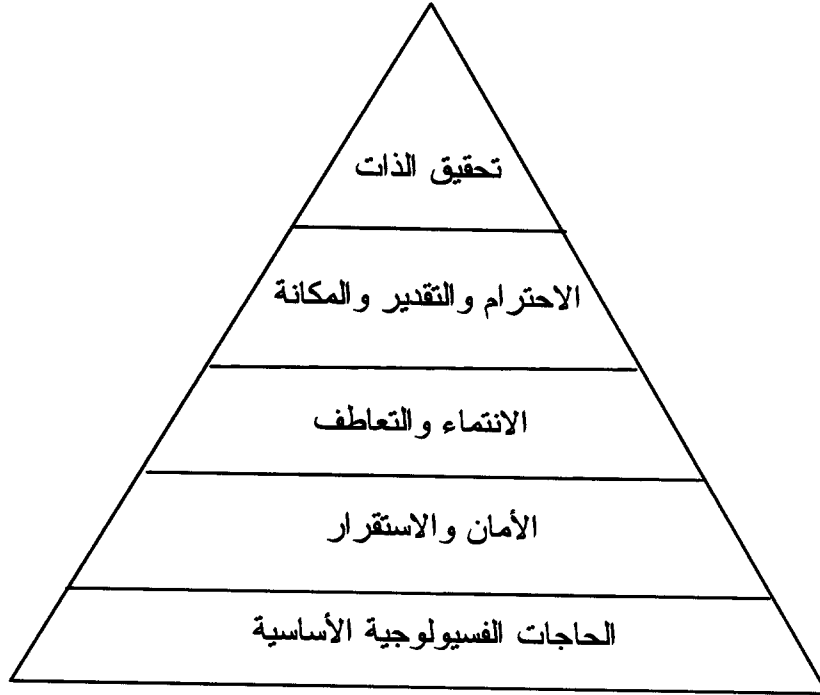 تحقيق الذات
الاحترام والتقدير والمكانة
الانتماء والتعاطف
الأمان والاستقرار
الحاجات الفسيولوجية الأساسية